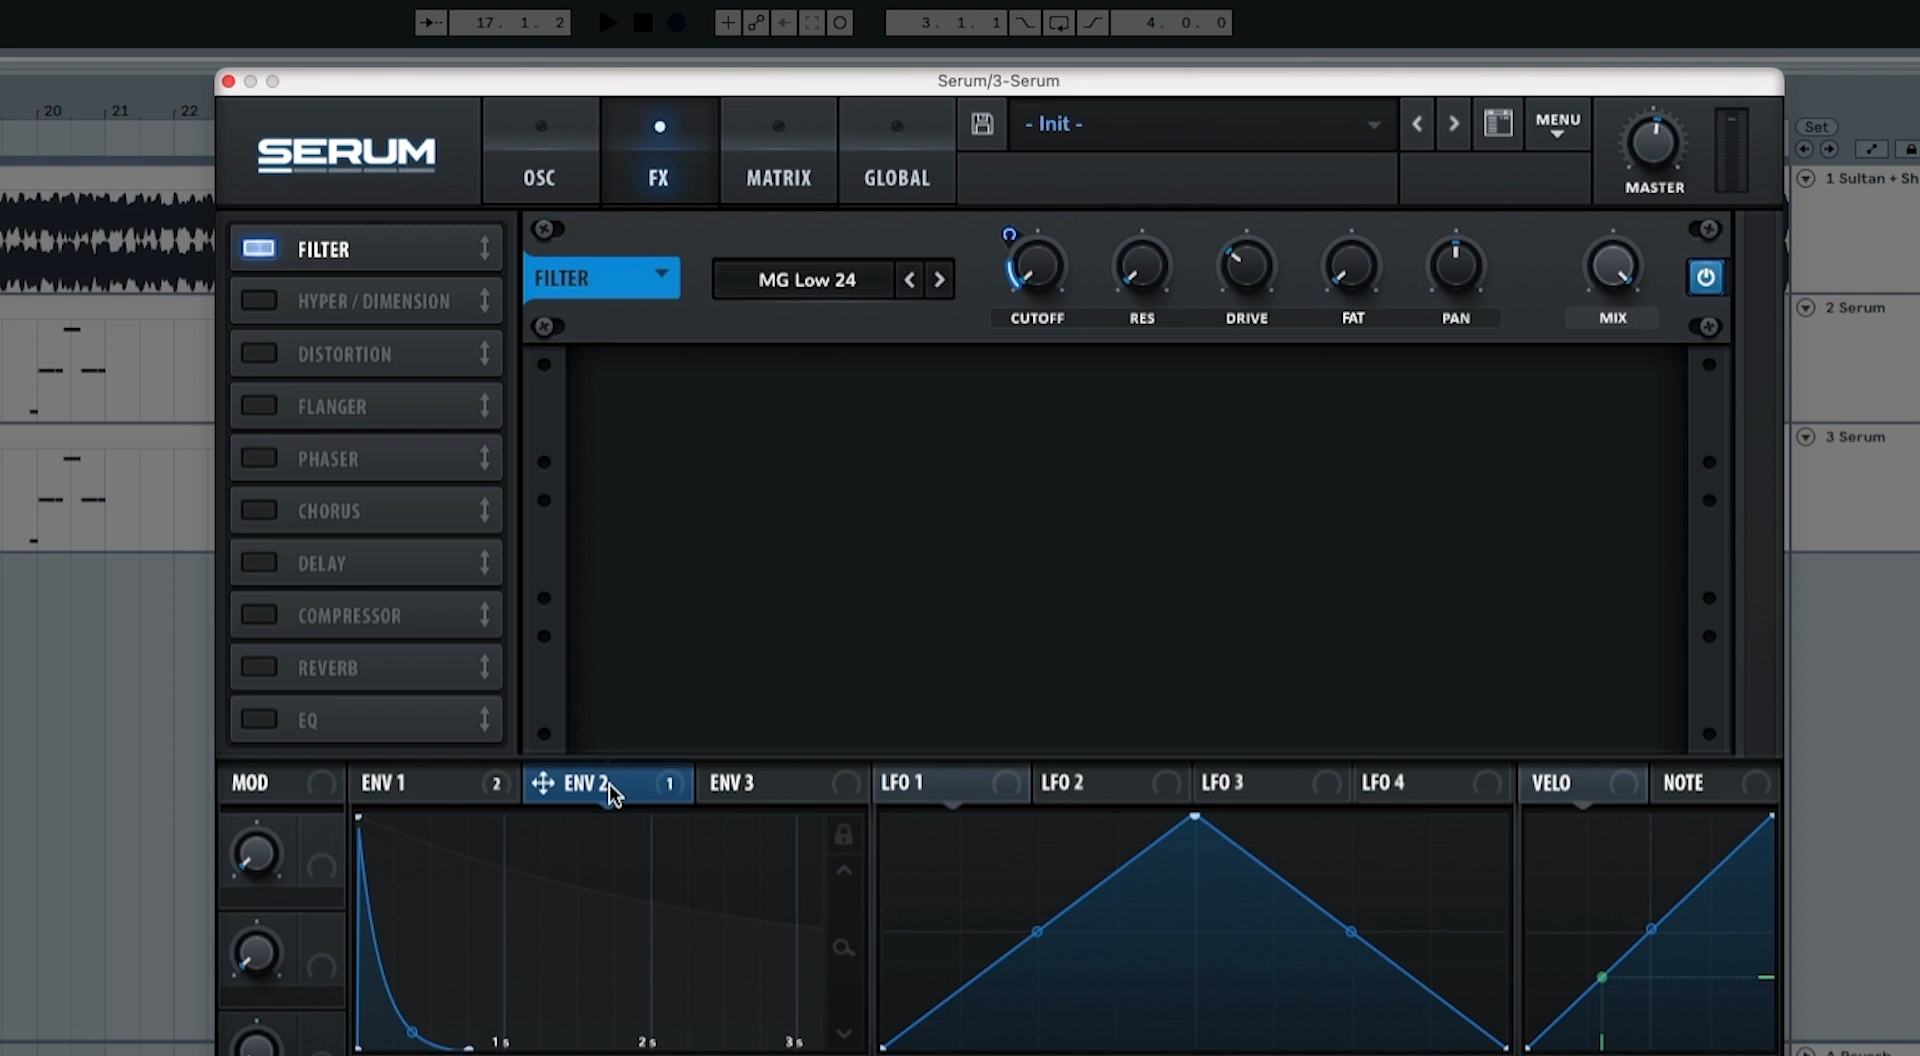 17. 1. 2
3. 1. 1
4. 0. 0
Serum/3-Serum
20 21 22
Set
SERUM
OSC
FX
MATRIX
GLOBAL
- Init -
MENU
MASTER
1 Sultan + Sh
2 Serum
3 Serum
FILTER
HYPER / DIMENSION
DISTORTION
FLANGER
PHASER
CHORUS
DELAY
COMPRESSOR
REVERB
EQ
FILTER
MG Low 24
CUTOFF
RES
DRIVE
FAT
PAN
MIX
MOD
ENV 1 2
ENV 2 1
ENV 3
LFO 1
LFO 2
LFO 3
LFO 4
VELO
NOTE
1s 2s 3s